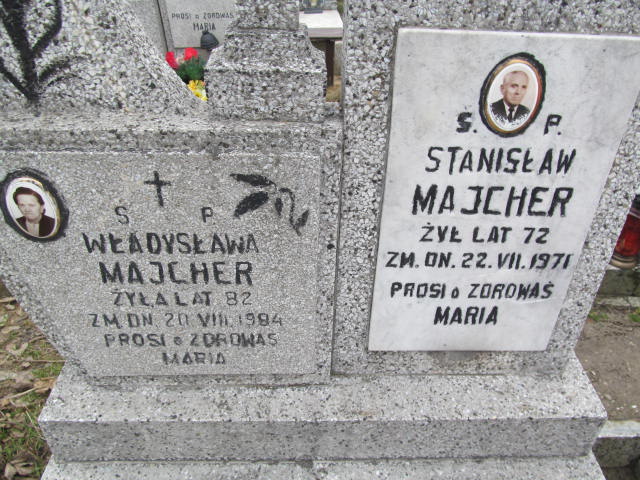 PROSI o ZDROWAŚ
MARIA
S P
WŁADYSŁAWA
MAJCHER
ŻYŁA LAT 82
ZM. DN. 20 VIII. 1984
PROSI o ZDROWAŚ
MARIA
Ś. P.
STANISŁAW
MAJCHER
ŻYŁ LAT 72
ZM. DN. 22. VII. 1971
PROSI o ZDROWAŚ
MARIA